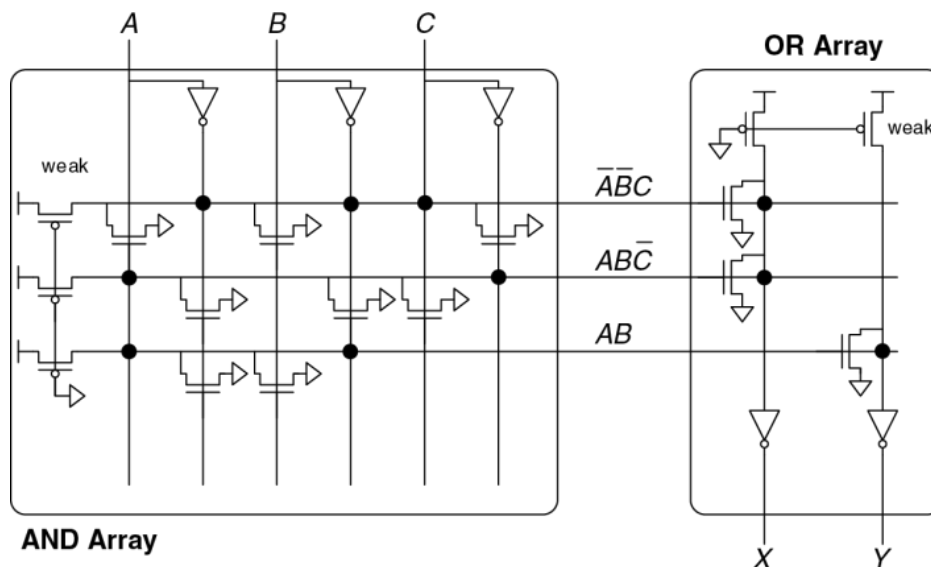 A B C
OR Array
weak
weak
A̅B̅C
ABC̅
AB
AND Array
X Y